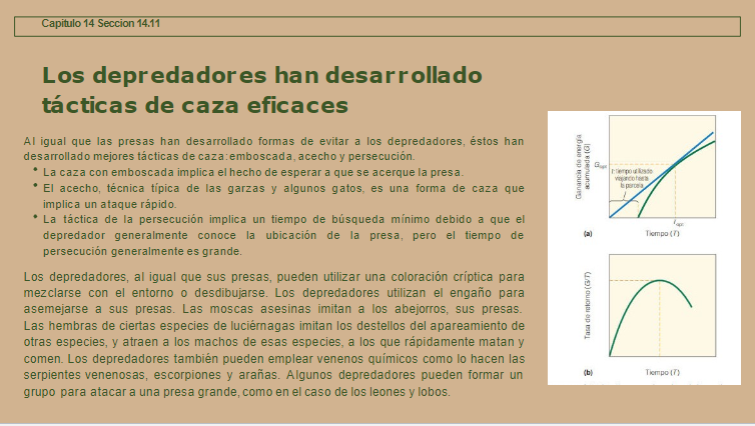 Capitulo 14 Seccion 14.11
Los depredadores han desarrollado
tácticas de caza eficaces
Al igual que las presas han desarrollado formas de evitar a los depredadores, éstos han
desarrollado mejores tácticas de caza: emboscada, acecho y persecución.
• La caza con emboscada implica el hecho de esperar a que se acerque la presa.
• El acecho, técnica típica de las garzas y algunos gatos, es una forma de caza que
implica un ataque rápido.
• La táctica de la persecución implica un tiempo de búsqueda mínimo debido a que el
depredador generalmente conoce la ubicación de la presa, pero el tiempo de
persecución generalmente es grande.
Los depredadores, al igual que sus presas, pueden utilizar una coloración críptica para
mezclarse con el entorno o desdibujarse. Los depredadores utilizan el engaño para
asemejarse a sus presas. Las moscas asesinas imitan a los abejorros, sus presas.
Las hembras de ciertas especies de luciérnagas imitan los destellos del apareamiento de
otras especies, y atraen a los machos de esas especies, a los que rápidamente matan y
comen. Los depredadores también pueden emplear venenos químicos como lo hacen las
serpientes venenosas, escorpiones y arañas. Algunos depredadores pueden formar un
grupo para atacar a una presa grande, como en el caso de los leones y lobos.
Ganancia de energía
acumulada (G)
Gopt
t: tiempo utilizado
viajando hacia
la parcela
Topt
(a)
Tiempo (T)
Tasa de retorno (G/T)
(b)
Tiempo (T)